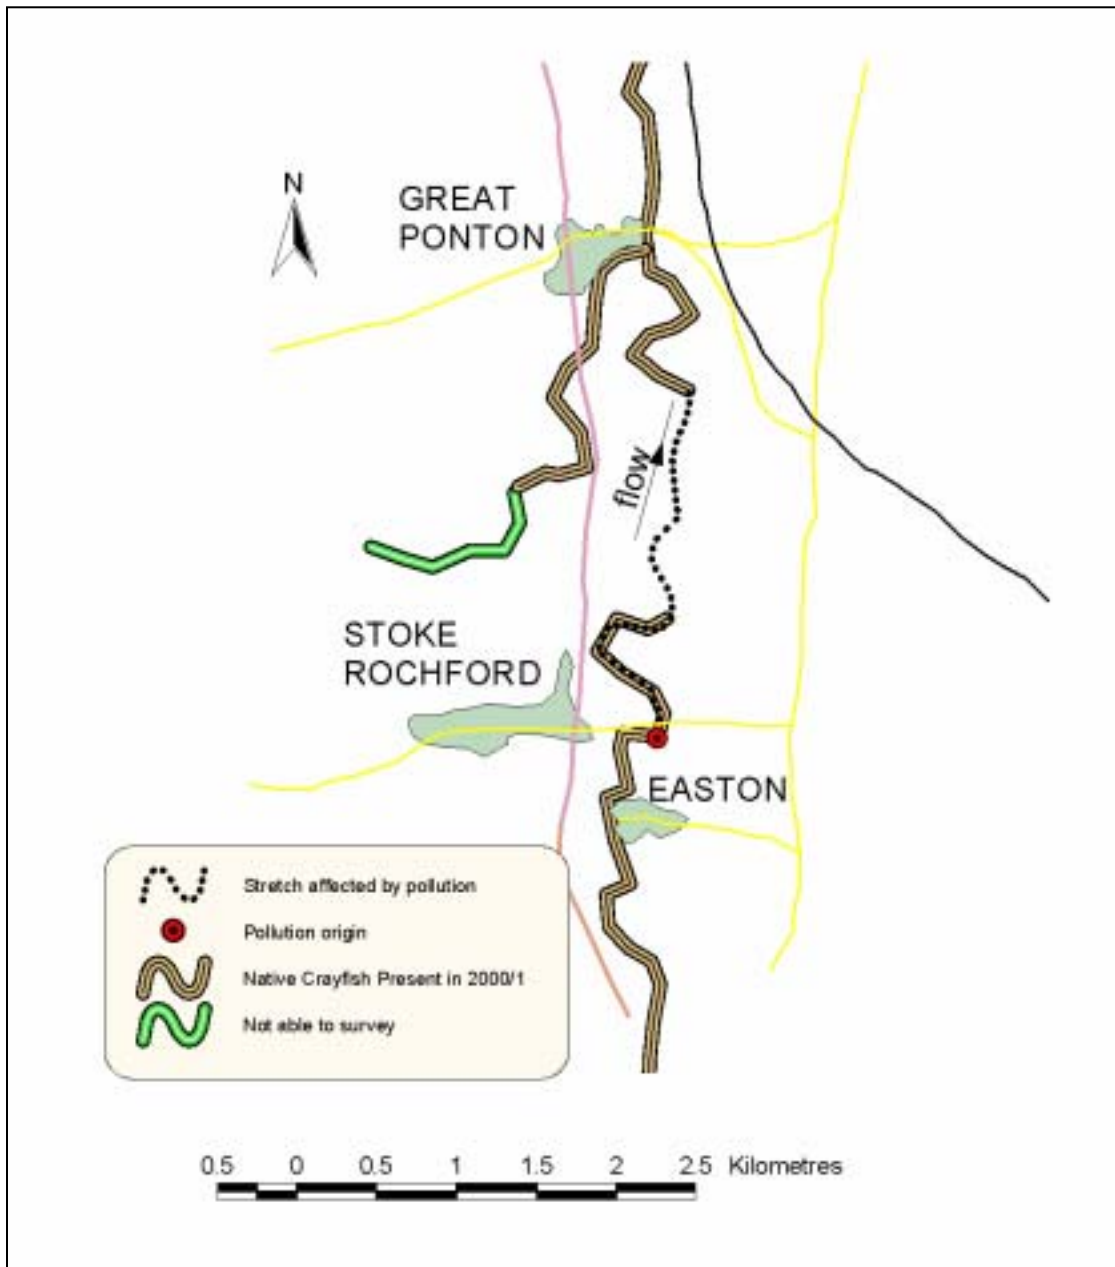 N
GREAT
PONTON
flow
STOKE
ROCHFORD
EASTON
Stretch affected by pollution
Pollution origin
Native Crayfish Present in 2000/1
Not able to survey
0.5 0 0.5 1 1.5 2 2.5 Kilometres